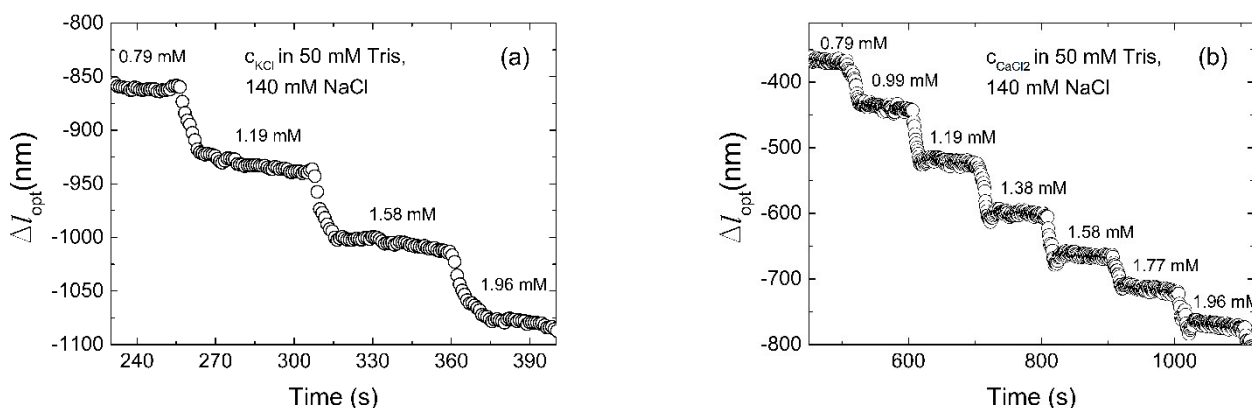 -800
-850
-900
-950
-1000
-1050
-1100
Δl_opt(nm)
0.79 mM
c_KCl in 50 mM Tris,
140 mM NaCl
(a)
1.19 mM
1.58 mM
1.96 mM
240 270 300 330 360 390
Time (s)
-400
-500
-600
-700
-800
Δl_opt(nm)
0.79 mM
c_CaCl2 in 50 mM Tris,
140 mM NaCl
(b)
0.99 mM
1.19 mM
1.38 mM
1.58 mM
1.77 mM
1.96 mM
600 800 1000
Time (s)